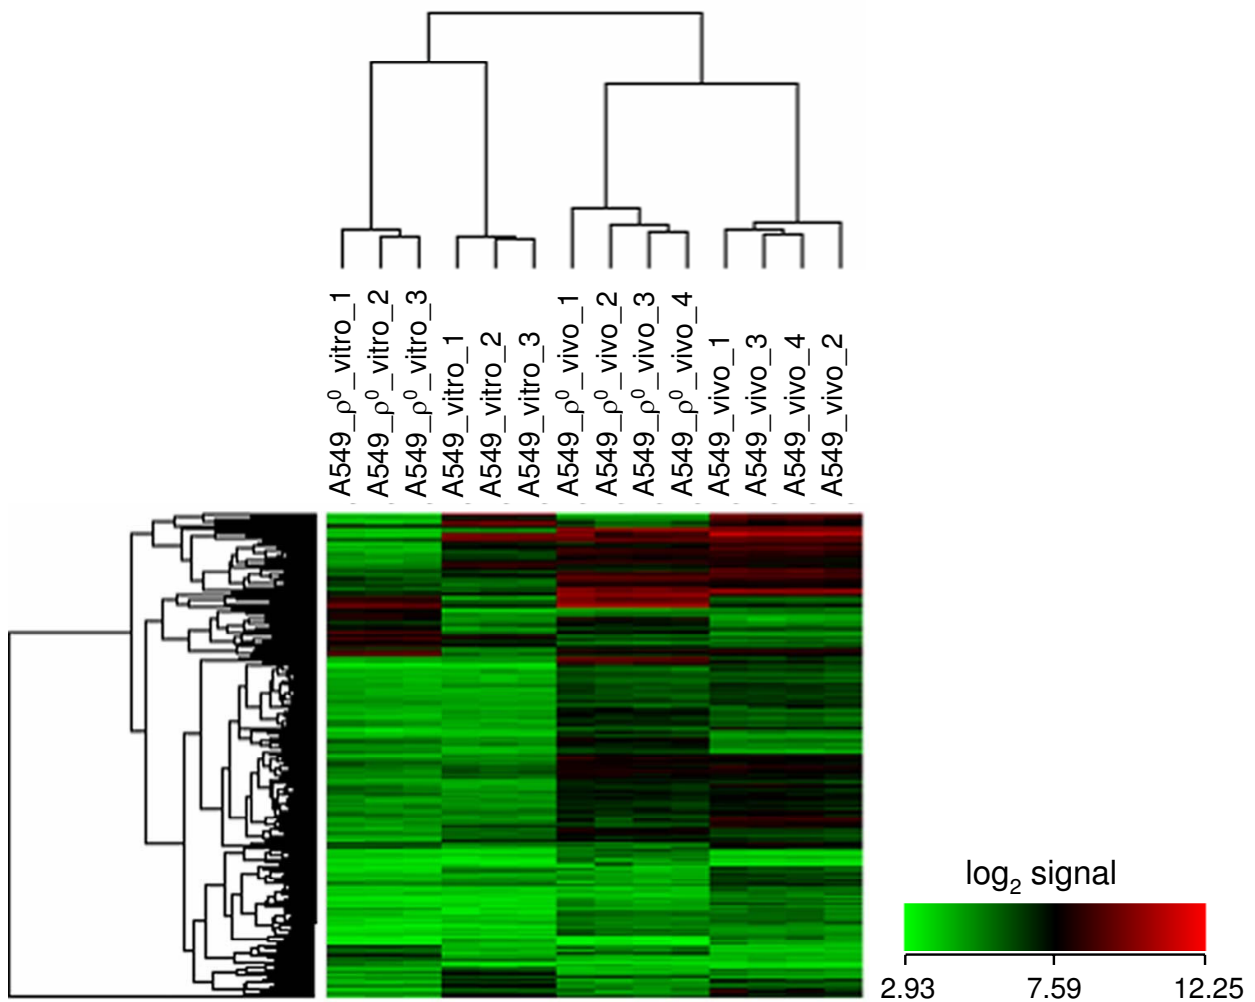 A549_ρ⁰_vitro_1
A549_ρ⁰_vitro_2
A549_ρ⁰_vitro_3
A549_vitro_1
A549_vitro_2
A549_vitro_3
A549_ρ⁰_vivo_1
A549_ρ⁰_vivo_2
A549_ρ⁰_vivo_3
A549_ρ⁰_vivo_4
A549_vivo_1
A549_vivo_3
A549_vivo_4
A549_vivo_2
log₂ signal
2.93 7.59 12.25